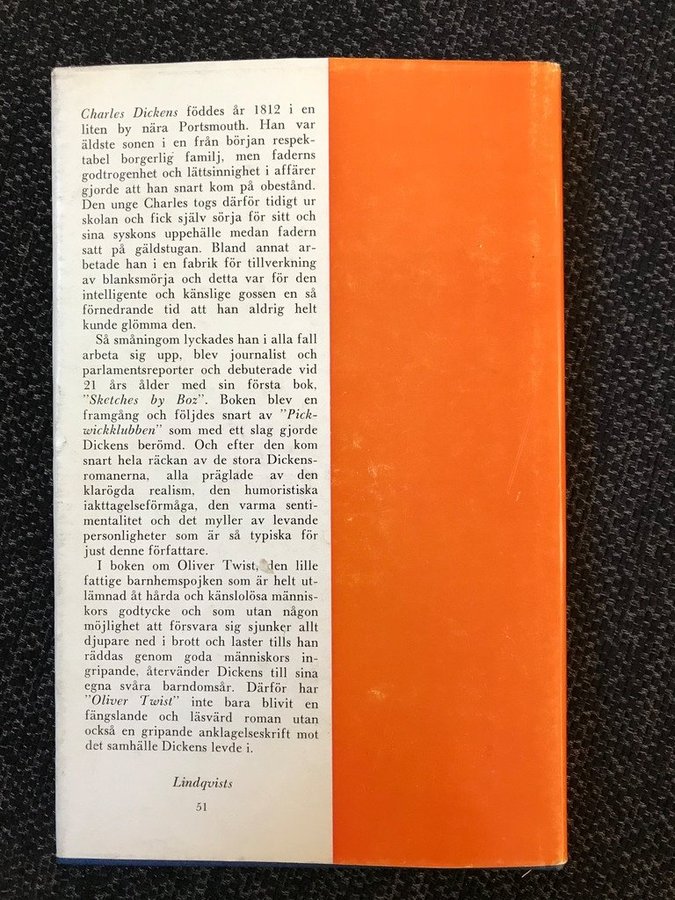 Charles Dickens föddes år 1812 i en
liten by nära Portsmouth. Han var
äldste sonen i en från början respek-
tabel borgerlig familj, men faderns
godtrogenhet och lättsinnighet i affärer
gjorde att han snart kom på obestånd.
Den unge Charles togs därför tidigt ur
skolan och fick själv sörja för sitt och
sina syskons uppehälle medan fadern
satt på gäldstugan. Bland annat ar-
betade han i en fabrik för tillverkning
av blanksmörja och detta var för den
intelligente och känslige gossen en så
förnedrande tid att han aldrig helt
kunde glömma den.
Så småningom lyckades han i alla fall
arbeta sig upp, blev journalist och
parlamentsreporter och debuterade vid
21 års ålder med sin första bok,
"Sketches by Boz". Boken blev en
framgång och följdes snart av "Pick-
wickklubben" som med ett slag gjorde
Dickens berömd. Och efter den kom
snart hela räckan av de stora Dickens-
romanerna, alla präglade av den
klarögda realism, den humoristiska
iakttagelseförmåga, den varma senti-
mentalitet och det myller av levande
personligheter som är så typiska för
just denne författare.
I boken om Oliver Twist, den lille
fattige barnhemspojken som är helt ut-
lämnad åt hårda och känslolösa männis-
kors godtycke och som utan någon
möjlighet att försvara sig sjunker allt
djupare ned i brott och laster tills han
räddas genom goda människors in-
gripande, återvänder Dickens till sina
egna svåra barndomsår. Därför har
"Oliver Twist" inte bara blivit en
fängslande och läsvärd roman utan
också en gripande anklagelseskrift mot
det samhälle Dickens levde i.
Lindqvists
51